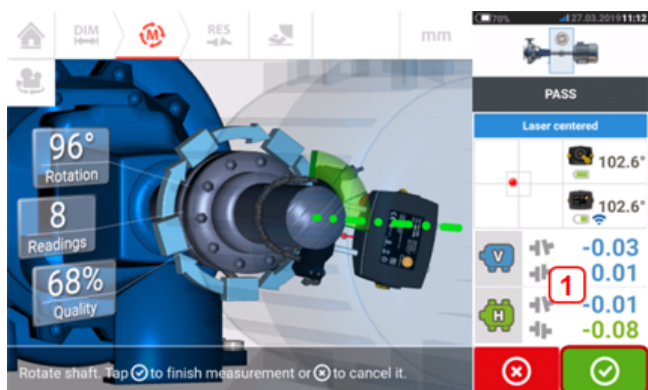 70%
27.03.2019 11:12
DIM
M
RES
mm
PASS
Laser centered
96°
Rotation
102.6°
8
Readings
102.6°
68%
Quality
V
-0.03
0.01
1
H
-0.01
-0.08
Rotate shaft. Tap to finish measurement or to cancel it.